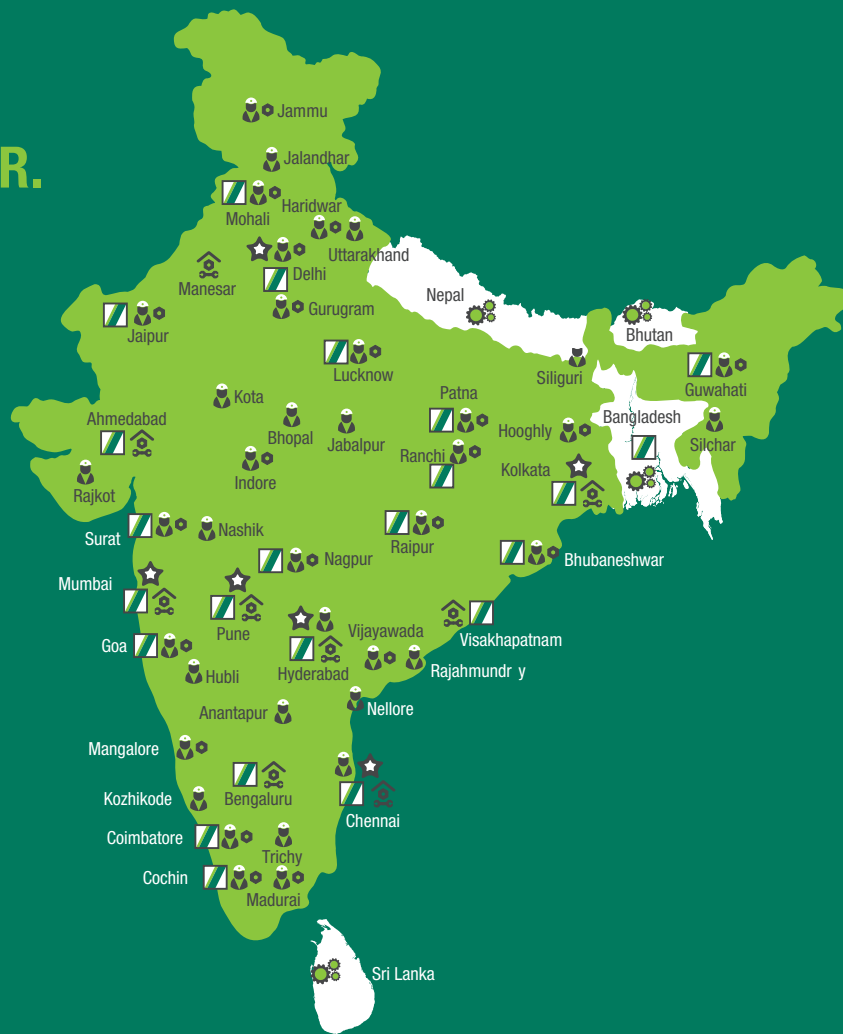 Jammu
Jalandhar
R.
Haridwar
Mohali
Uttarakhand
Delhi
Manesar
Nepal
Gurugram
Jaipur
Bhutan
Lucknow
Siliguri
Guwahati
Patna
Kota
Bangladesh
Ahmedabad
Bhopal
Jabalpur
Hooghly
Silchar
Ranchi
Kolkata
Indore
Rajkot
Nashik
Surat
Raipur
Nagpur
Bhubaneshwar
Mumbai
Pune
Vijayawada
Visakhapatnam
Goa
Hyderabad
Rajahmundr y
Hubli
Nellore
Anantapur
Mangalore
Kozhikode
Bengaluru
Chennai
Coimbatore
Trichy
Cochin
Madurai
Sri Lanka